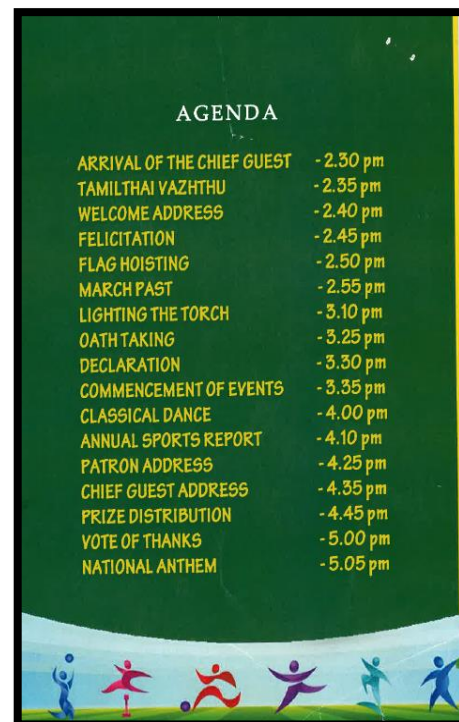 AGENDA
ARRIVAL OF THE CHIEF GUEST - 2.30 pm
TAMILTHAI VAZHTHU - 2.35 pm
WELCOME ADDRESS - 2.40 pm
FELICITATION - 2.45 pm
FLAG HOISTING - 2.50 pm
MARCH PAST - 2.55 pm
LIGHTING THE TORCH - 3.10 pm
OATH TAKING - 3.25 pm
DECLARATION - 3.30 pm
COMMENCEMENT OF EVENTS - 3.35 pm
CLASSICAL DANCE - 4.00 pm
ANNUAL SPORTS REPORT - 4.10 pm
PATRON ADDRESS - 4.25 pm
CHIEF GUEST ADDRESS - 4.35 pm
PRIZE DISTRIBUTION - 4.45 pm
VOTE OF THANKS - 5.00 pm
NATIONAL ANTHEM - 5.05 pm